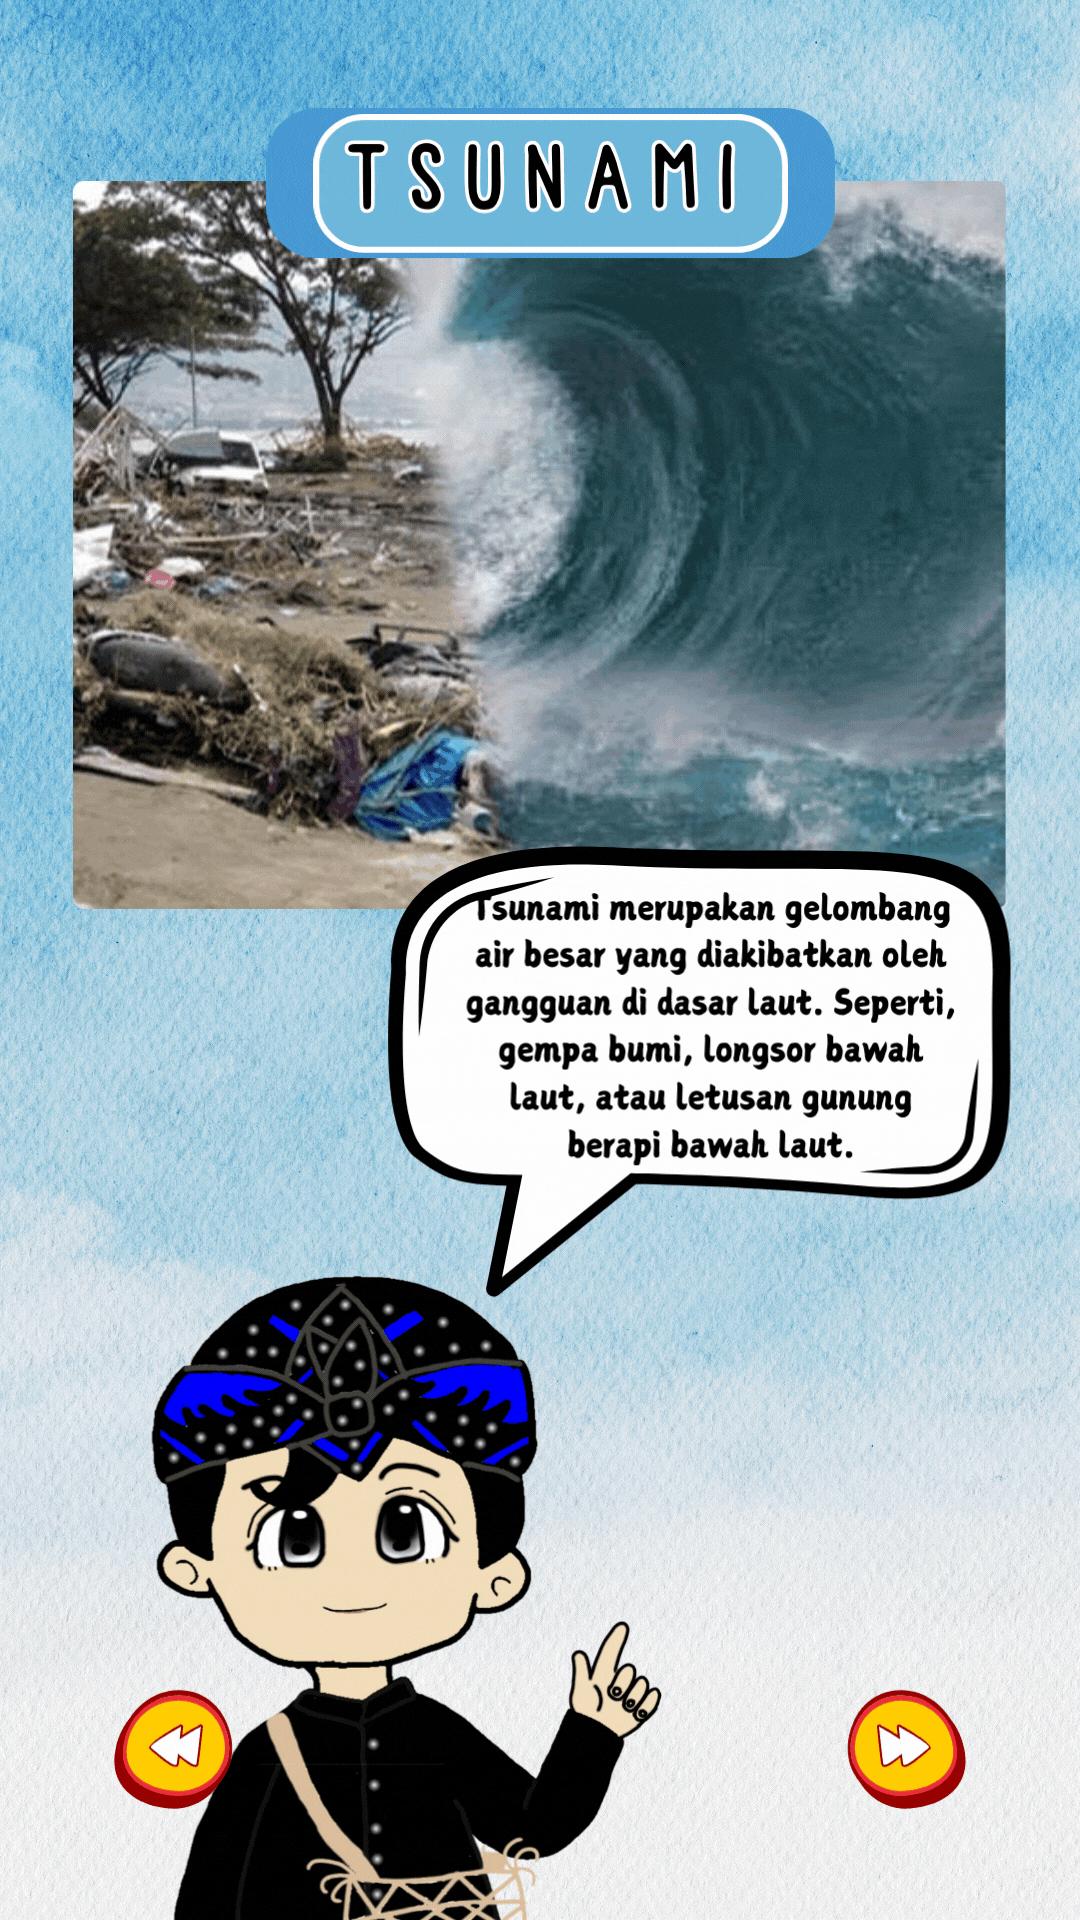 TSUNAMI
Tsunami merupakan gelombang
air besar yang diakibatkan oleh
gangguan di dasar laut. Seperti,
gempa bumi, longsor bawah
laut, atau letusan gunung
berapi bawah laut.